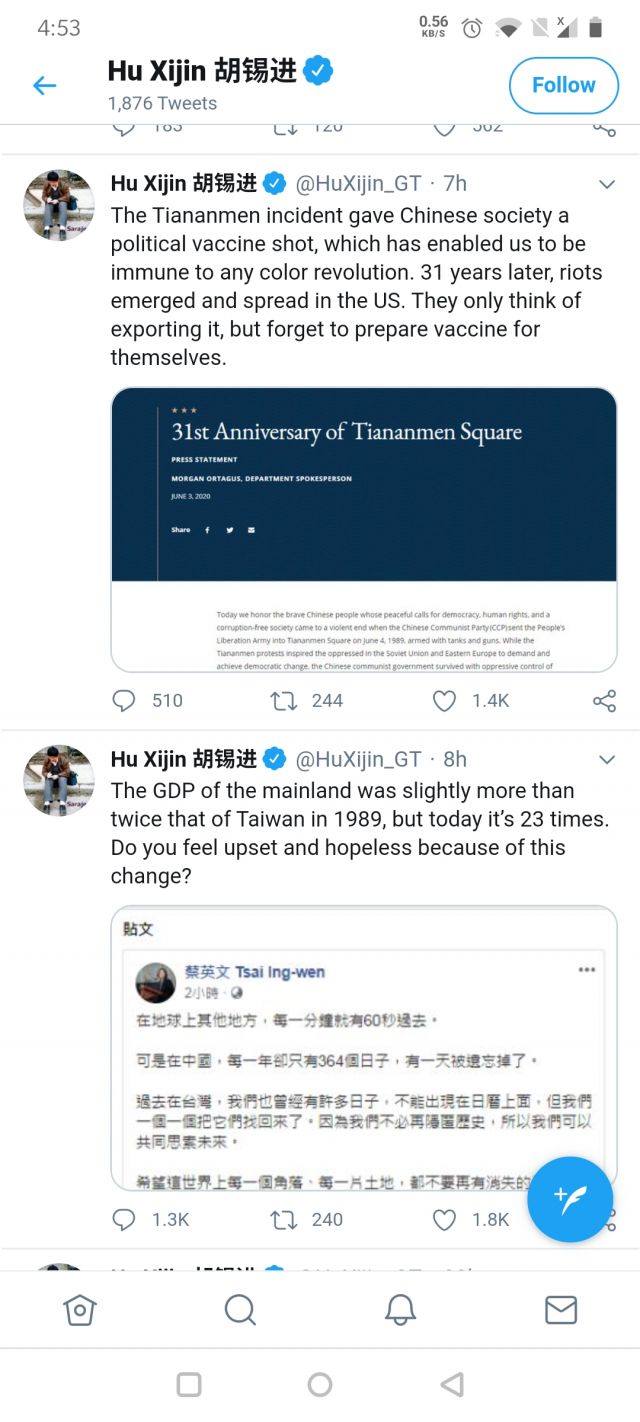 4:53
0.56
KB/S
x
Hu Xijin 胡锡进
Follow
1,876 Tweets
183
120
502
Hu Xijin 胡锡进 @HuXijin_GT · 7h
The Tiananmen incident gave Chinese society a
political vaccine shot, which has enabled us to be
immune to any color revolution. 31 years later, riots
emerged and spread in the US. They only think of
exporting it, but forget to prepare vaccine for
themselves.
31st Anniversary of Tiananmen Square
PRESS STATEMENT
MORGAN ORTAGUS, DEPARTMENT SPOKESPERSON
JUNE 3, 2020
Share
Today we honor the brave Chinese people whose peaceful calls for democracy, human rights, and a
corruption-free society came to a violent end when the Chinese Communist Party (CCP) sent the People's
Liberation Army into Tiananmen Square on June 4, 1989, armed with tanks and guns. While the
Tiananmen protests inspired the oppressed in the Soviet Union and Eastern Europe to demand and
achieve democratic change, the Chinese communist government survived with oppressive control of
510
244
1.4K
Hu Xijin 胡锡进 @HuXijin_GT · 8h
The GDP of the mainland was slightly more than
twice that of Taiwan in 1989, but today it's 23 times.
Do you feel upset and hopeless because of this
change?
貼文
蔡英文 Tsai Ing-wen
2小時 ·
在地球上其他地方，每一分鐘就有60秒過去。
可是在中國，每一年卻只有364個日子，有一天被遺忘掉了。
過去在台灣，我們也曾經有許多日子，不能出現在日曆上面，但我們
一個一個把它們找回來了。因為我們不必再隱匿歷史，所以我們可以
共同思索未來。
希望這世界上每一個角落、每一片土地，都不要再有消失的
1.3K
240
1.8K